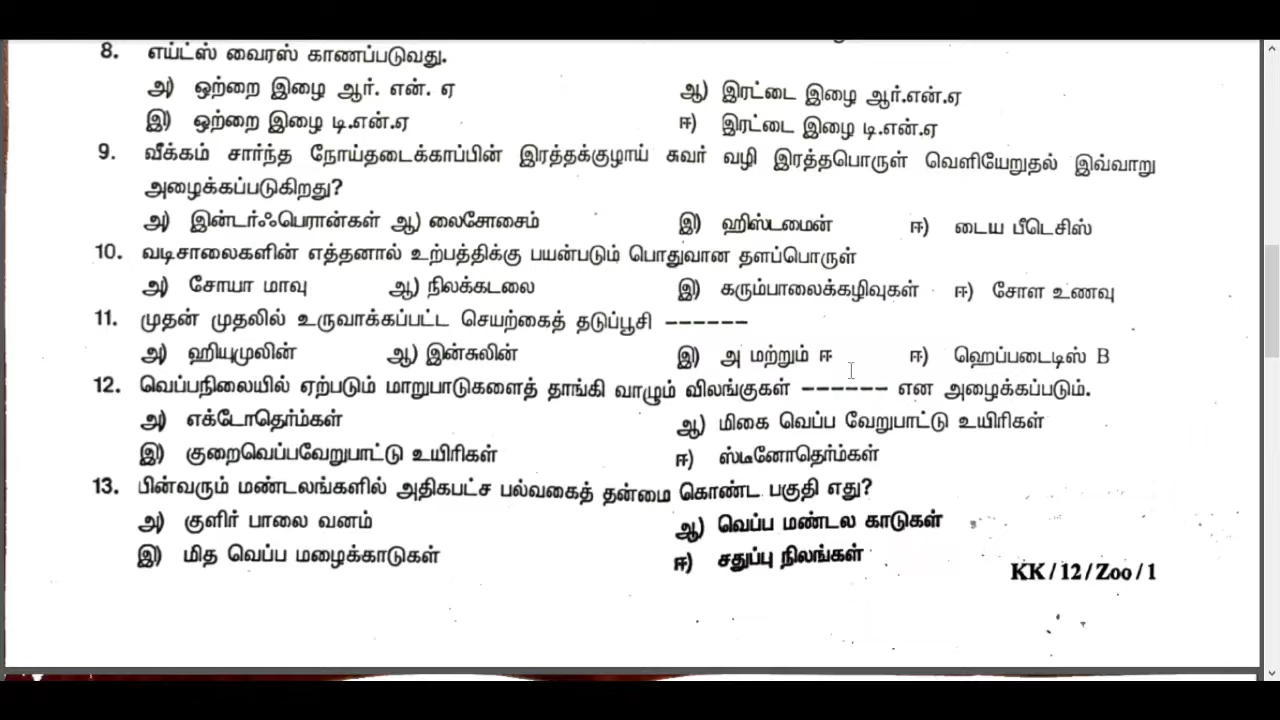 8. எய்ட்ஸ் வைரஸ் காணப்படுவது.
அ) ஒற்றை இழை ஆர். என். ஏ ஆ) இரட்டை இழை ஆர்.என்.ஏ
இ) ஒற்றை இழை டி.என்.ஏ ஈ) இரட்டை இழை டி.என்.ஏ
9. வீக்கம் சார்ந்த நோய்தடைக்காப்பின் இரத்தக்குழாய் சுவர் வழி இரத்தபொருள் வெளியேறுதல் இவ்வாறு
அழைக்கப்படுகிறது?
அ) இன்டர்ஃபெரான்கள் ஆ) லைசோசைம் இ) ஹிஸ்டமைன் ஈ) டைய பீடெசிஸ்
10. வடிசாலைகளின் எத்தனால் உற்பத்திக்கு பயன்படும் பொதுவான தளப்பொருள்
அ) சோயா மாவு ஆ) நிலக்கடலை இ) கரும்பாலைக்கழிவுகள் ஈ) சோள உணவு
11. முதன் முதலில் உருவாக்கப்பட்ட செயற்கைத் தடுப்பூசி ------
அ) ஹியுமுலின் ஆ) இன்சுலின் இ) அ மற்றும் ஈ ஈ) ஹெப்படைடிஸ் B
12. வெப்பநிலையில் ஏற்படும் மாறுபாடுகளைத் தாங்கி வாழும் விலங்குகள் ------ என அழைக்கப்படும்.
அ) எக்டோதெர்ம்கள் ஆ) மிகை வெப்ப வேறுபாட்டு உயிரிகள்
இ) குறைவெப்பவேறுபாட்டு உயிரிகள் ஈ) ஸ்டீனோதெர்ம்கள்
13. பின்வரும் மண்டலங்களில் அதிகபட்ச பல்வகைத் தன்மை கொண்ட பகுதி எது?
அ) குளிர் பாலை வனம் ஆ) வெப்ப மண்டல காடுகள்
இ) மித வெப்ப மழைக்காடுகள் ஈ) சதுப்பு நிலங்கள்
KK / 12 / Zoo / 1